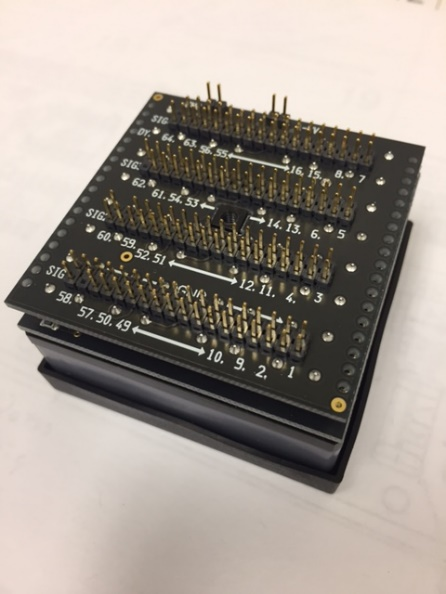 SIG
DY. 64. 63. 56. 55. 16. 15. 8. 7
SIG.
62. 61. 54. 53 14. 13. 6. 5
SIG.
60. 59. 52. 51 12. 11. 4. 3
SIG
58. 57. 50. 49 10. 9. 2. 1